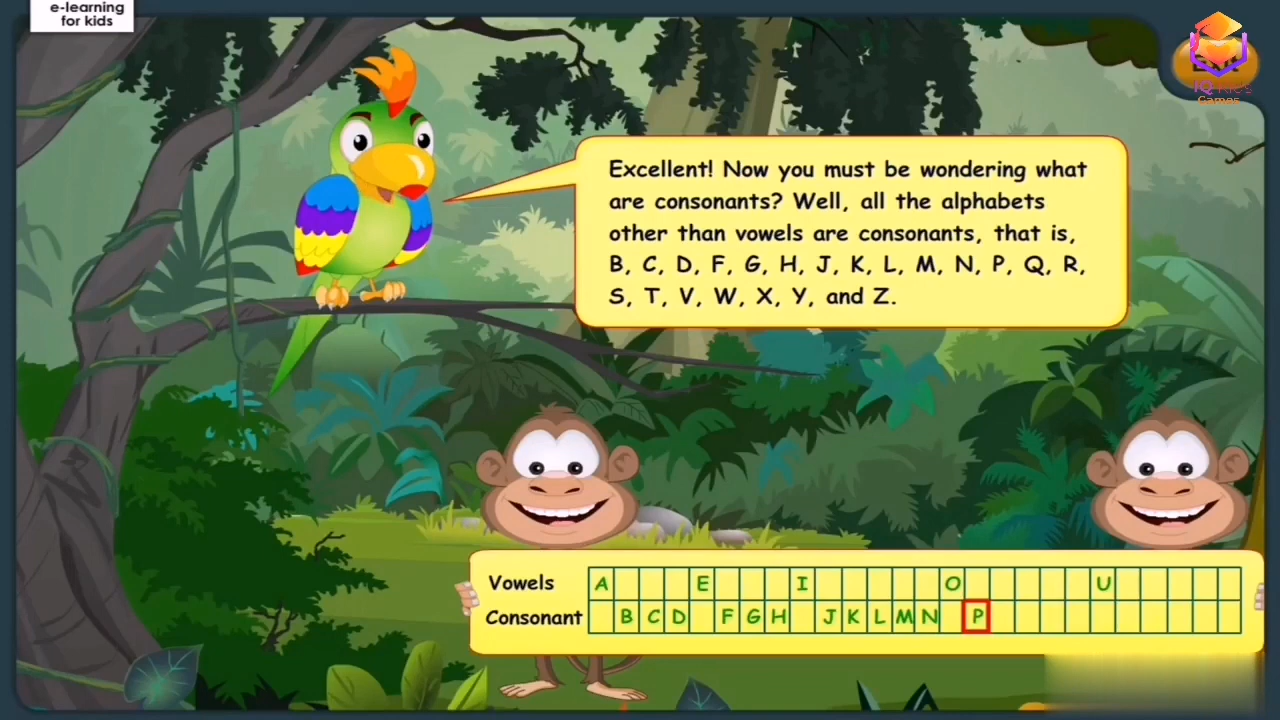 e-learning
for kids
Games
Excellent! Now you must be wondering what
are consonants? Well, all the alphabets
other than vowels are consonants, that is,
B, C, D, F, G, H, J, K, L, M, N, P, Q, R,
S, T, V, W, X, Y, and Z.
Vowels A E I O U
Consonant B C D F G H J K L M N P